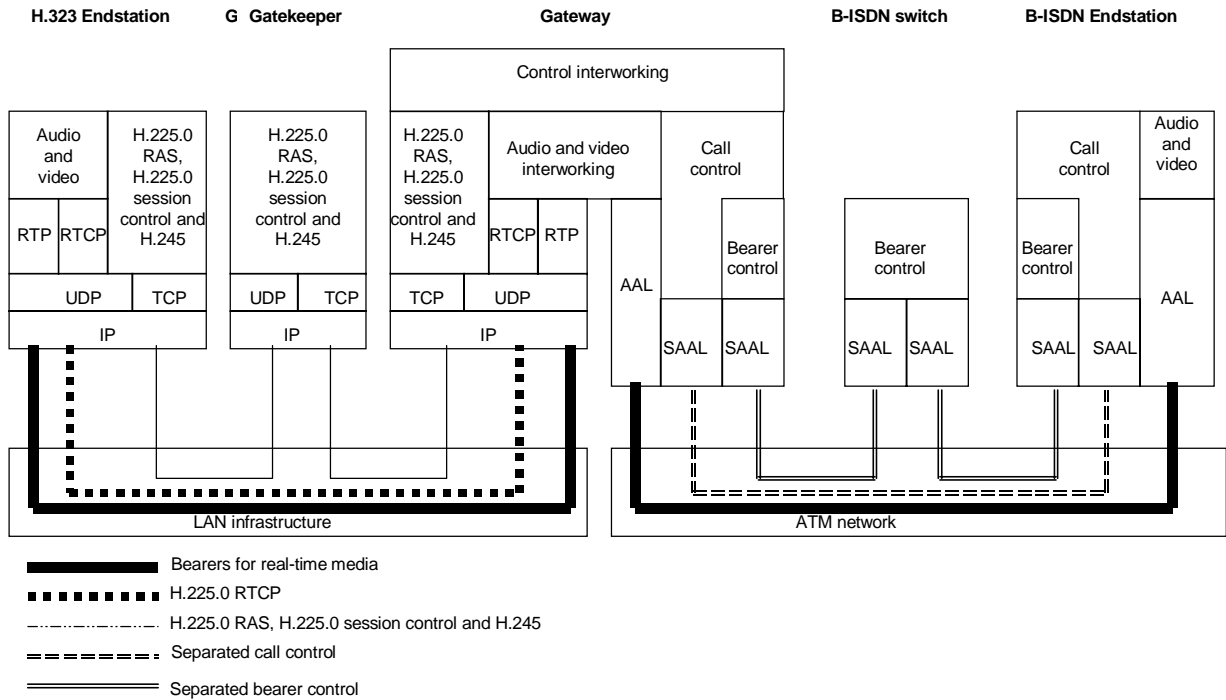 H.323 Endstation
G Gatekeeper
Gateway
B-ISDN switch
B-ISDN Endstation
Control interworking
Audio
and
video
H.225.0
RAS,
H.225.0
session
control and
H.245
RTP
RTCP
UDP
TCP
IP
H.225.0
RAS,
H.225.0
session
control and
H.245
UDP
TCP
IP
H.225.0
RAS,
H.225.0
session
control and
H.245
Audio and video
interworking
RTCP
RTP
TCP
UDP
IP
AAL
Call
control
Bearer
control
SAAL
SAAL
Bearer
control
SAAL
SAAL
Call
control
Bearer
control
SAAL
SAAL
Audio
and
video
AAL
LAN infrastructure
ATM network
Bearers for real-time media
H.225.0 RTCP
H.225.0 RAS, H.225.0 session control and H.245
Separated call control
Separated bearer control